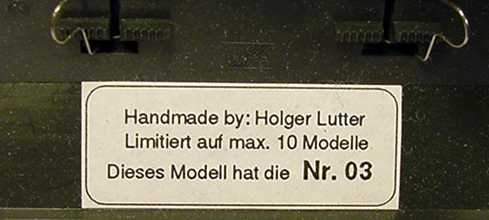 Handmade by: Holger Lutter
Limitiert auf max. 10 Modelle
Dieses Modell hat die Nr. 03